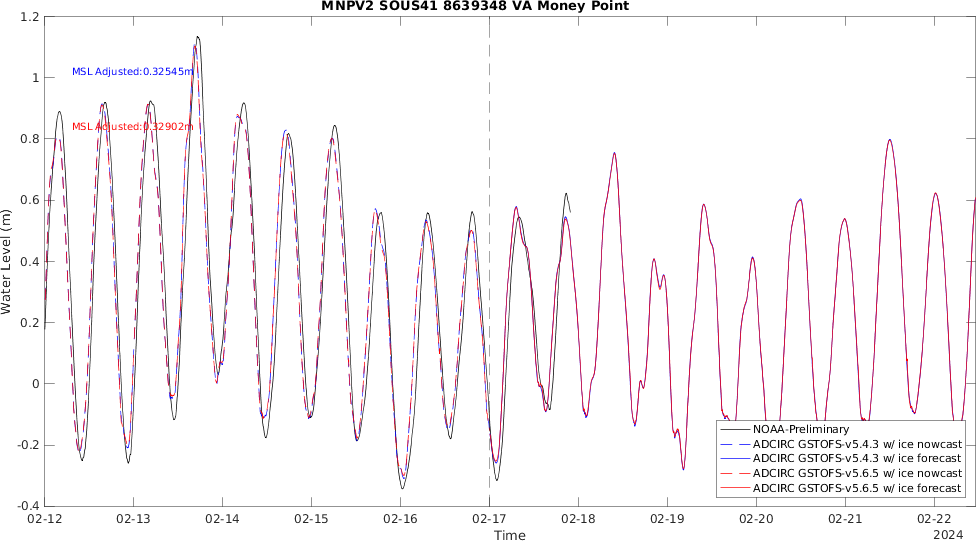 MNPV2 SOUS41 8639348 VA Money Point
1.2
1
0.8
0.6
0.4
0.2
0
-0.2
-0.4
Water Level (m)
MSL Adjusted:0.32545m
MSL Adjusted:0.32902m
NOAA-Preliminary
ADCIRC GSTOFS-v5.4.3 w/ ice nowcast
ADCIRC GSTOFS-v5.4.3 w/ ice forecast
ADCIRC GSTOFS-v5.6.5 w/ ice nowcast
ADCIRC GSTOFS-v5.6.5 w/ ice forecast
02-12 02-13 02-14 02-15 02-16 02-17 02-18 02-19 02-20 02-21 02-22
Time
2024